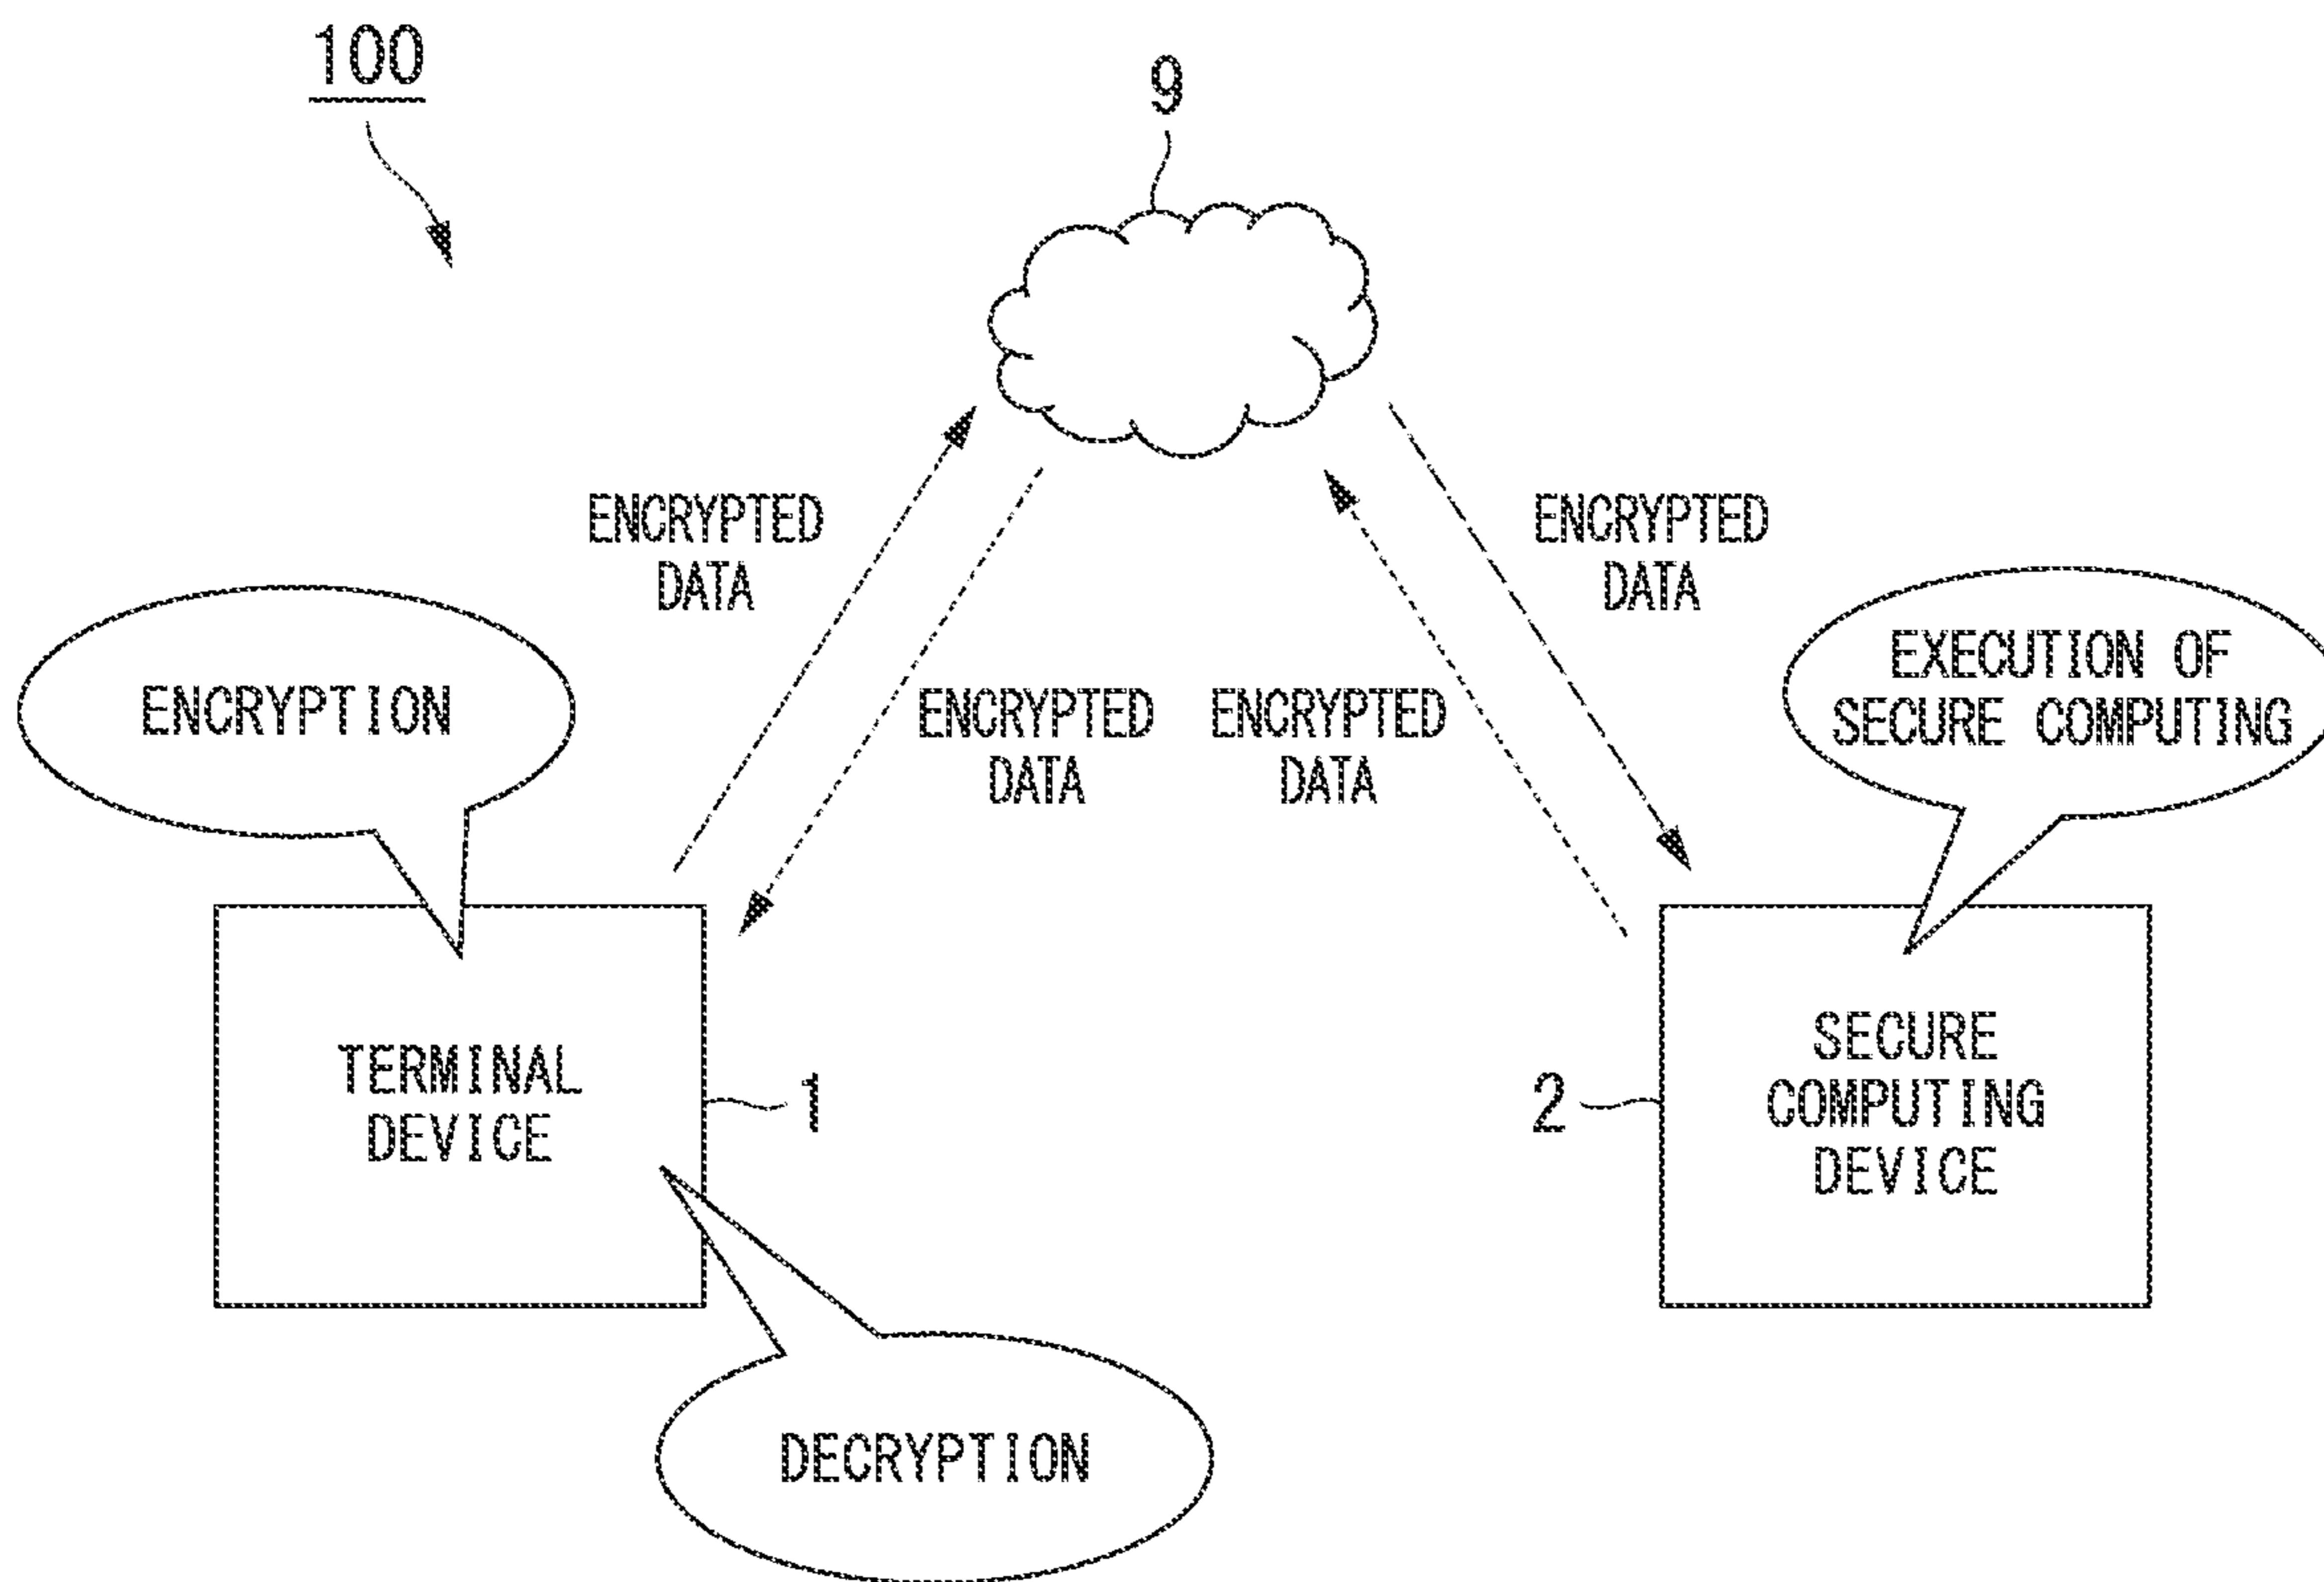 100
9
ENCRYPTED
DATA
ENCRYPTED
DATA
ENCRYPTION
EXECUTION OF
SECURE COMPUTING
ENCRYPTED
DATA
ENCRYPTED
DATA
TERMINAL
DEVICE
1
2
SECURE
COMPUTING
DEVICE
DECRYPTION